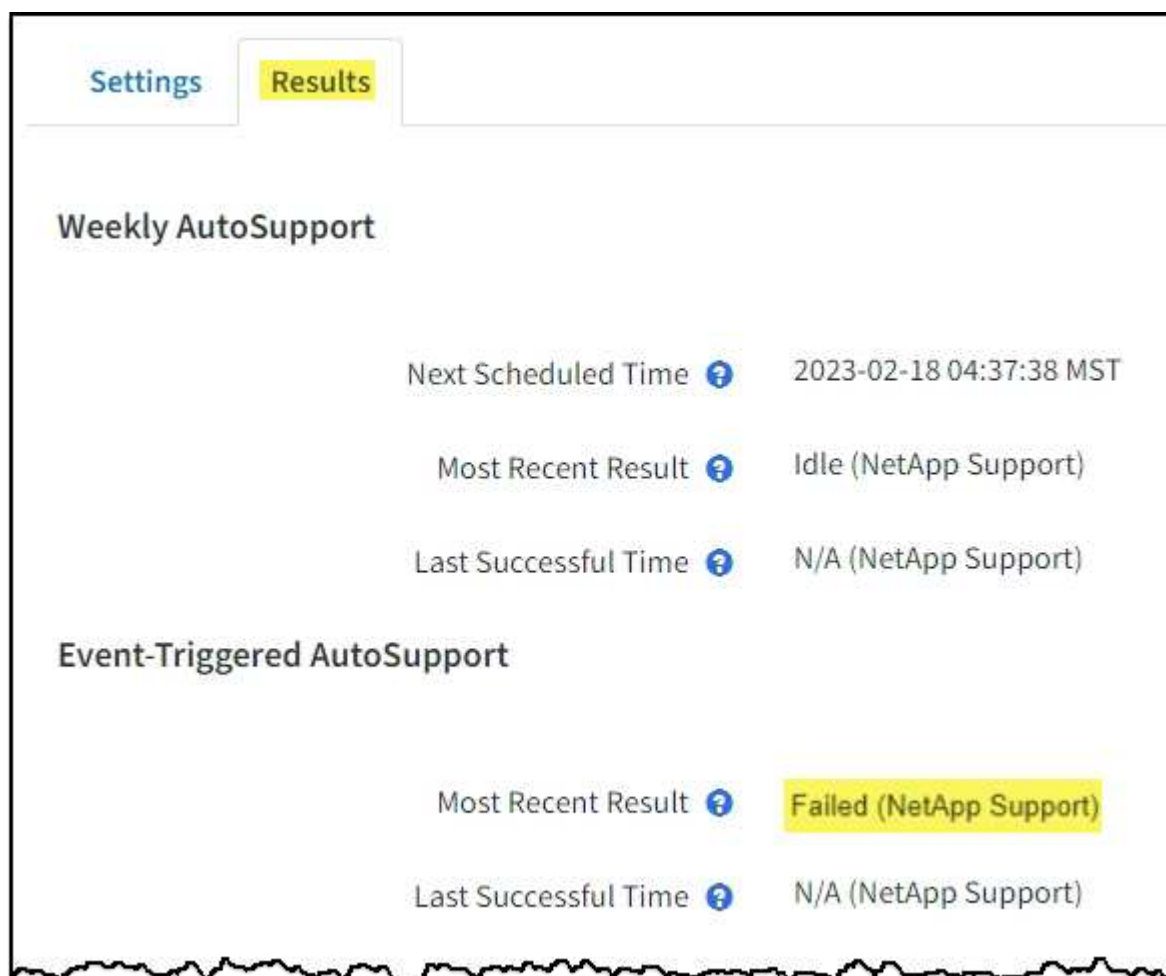 Settings Results
Weekly AutoSupport
Next Scheduled Time ? 2023-02-18 04:37:38 MST
Most Recent Result ? Idle (NetApp Support)
Last Successful Time ? N/A (NetApp Support)
Event-Triggered AutoSupport
Most Recent Result ? Failed (NetApp Support)
Last Successful Time ? N/A (NetApp Support)